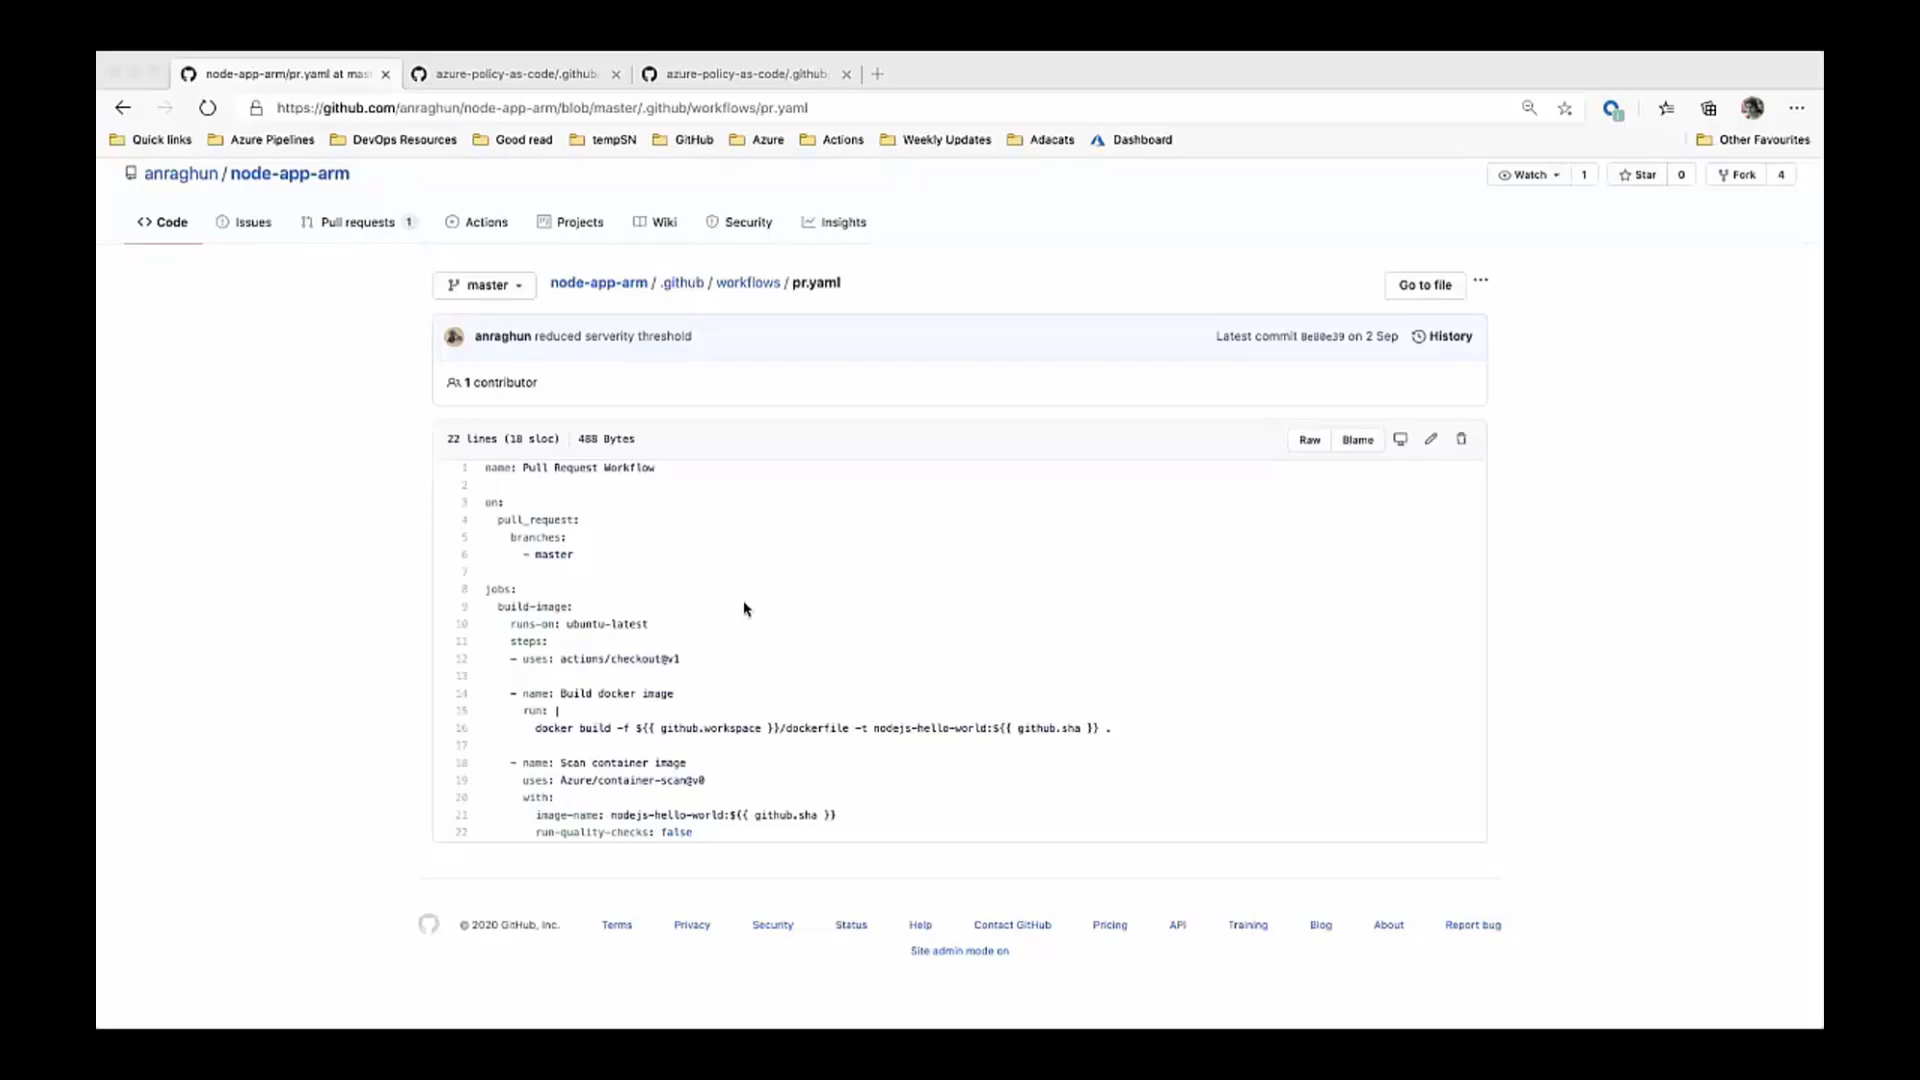 node-app-arm/pr.yaml at mas
azure-policy-as-code/.github
azure-policy-as-code/.github
https://github.com/anraghun/node-app-arm/blob/master/.github/workflows/pr.yaml
Quick links Azure Pipelines DevOps Resources Good read tempSN GitHub Azure Actions Weekly Updates Adacats Dashboard Other Favourites
anraghun / node-app-arm
Watch 1 Star 0 Fork 4
<> Code Issues Pull requests 1 Actions Projects Wiki Security Insights
master node-app-arm / .github / workflows / pr.yaml Go to file ...
anraghun reduced serverity threshold Latest commit 8e80e39 on 2 Sep History
1 contributor
22 lines (18 sloc) 488 Bytes Raw Blame
1 name: Pull Request Workflow
2
3 on:
4 pull_request:
5 branches:
6 - master
7
8 jobs:
9 build-image:
10 runs-on: ubuntu-latest
11 steps:
12 - uses: actions/checkout@v1
13
14 - name: Build docker image
15 run: |
16 docker build -f ${{ github.workspace }}/dockerfile -t nodejs-hello-world:${{ github.sha }} .
17
18 - name: Scan container image
19 uses: Azure/container-scan@v0
20 with:
21 image-name: nodejs-hello-world:${{ github.sha }}
22 run-quality-checks: false
© 2020 GitHub, Inc. Terms Privacy Security Status Help Contact GitHub Pricing API Training Blog About Report bug
Site admin mode on